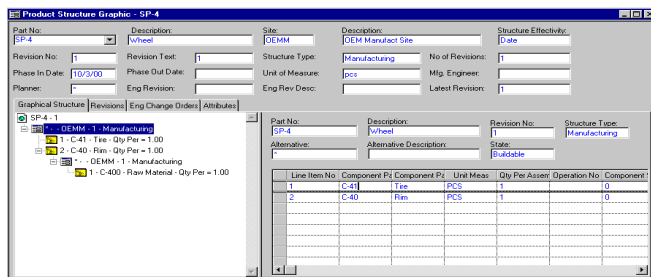 Product Structure Graphic - SP-4
Part No: Description: Site: Description: Structure Effectivity:
SP-4 Wheel OEMM OEM Manufact Site Date
Revision No: 1 Revision Text: 1 Structure Type: Manufacturing No of Revisions: 1
Phase In Date: 10/3/00 Phase Out Date: Unit of Measure: pcs Mfg. Engineer:
Planner: * Eng Revision: Eng Rev Desc: Latest Revision: 1
Graphical Structure Revisions Eng Change Orders Attributes
SP-4 - 1
* - - OEMM - 1 - Manufacturing
1 - C-41 - Tire - Qty Per = 1.00
2 - C-40 - Rim - Qty Per = 1.00
* - - OEMM - 1 - Manufacturing
1 - C-400 - Raw Material - Qty Per = 1.00
Part No: Description: Revision No: Structure Type:
SP-4 Wheel 1 Manufacturing
Alternative: Alternative Description: State:
* Buildable
Line Item No Component Pa Component Pa Unit Meas Qty Per Assem Operation No Component S
1 C-41 Tire PCS 1 0
2 C-40 Rim PCS 1 0